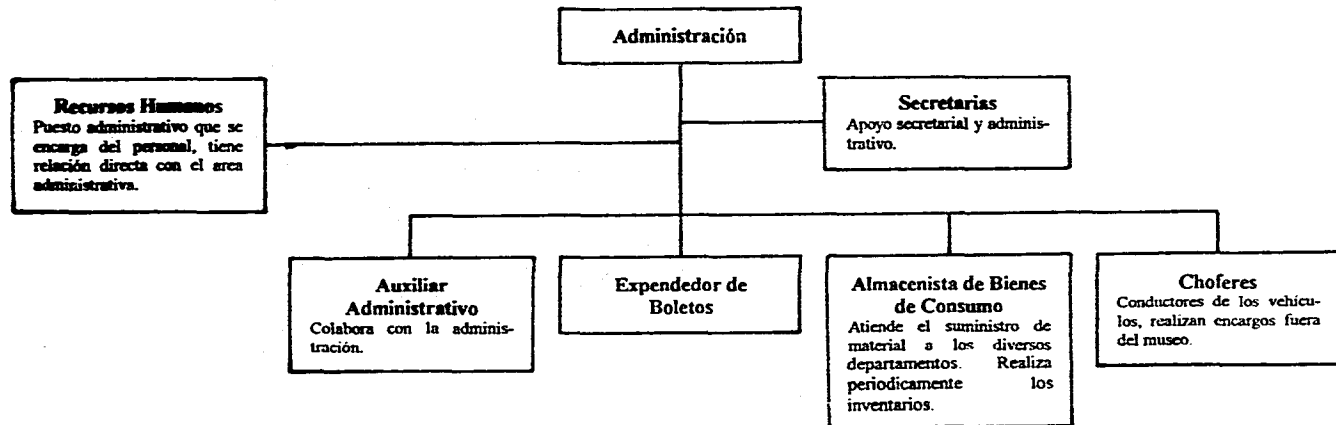 Administración
Recursos Humanos
Puesto administrativo que se
encarga del personal, tiene
relación directa con el area
administrativa.
Secretarias
Apoyo secretarial y adminis-
trativo.
Auxiliar
Administrativo
Colabora con la adminis-
tración.
Expendedor de
Boletos
Almacenista de Bienes
de Consumo
Atiende el suministro de
material a los diversos
departamentos. Realiza
periodicamente los
inventarios.
Choferes
Conductores de los vehícu-
los, realizan encargos fuera
del museo.